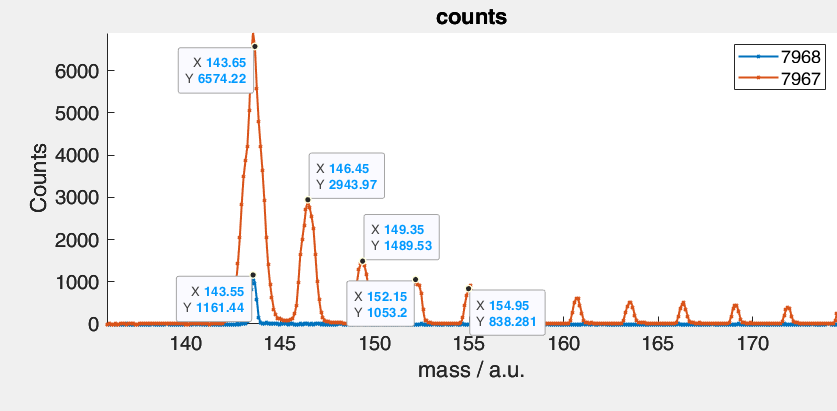 counts
7968
7967
X 143.65
Y 6574.22
X 146.45
Y 2943.97
X 149.35
Y 1489.53
X 143.55
Y 1161.44
X 152.15
Y 1053.2
X 154.95
Y 838.281
Counts
6000
5000
4000
3000
2000
1000
0
140
145
150
155
160
165
170
mass / a.u.